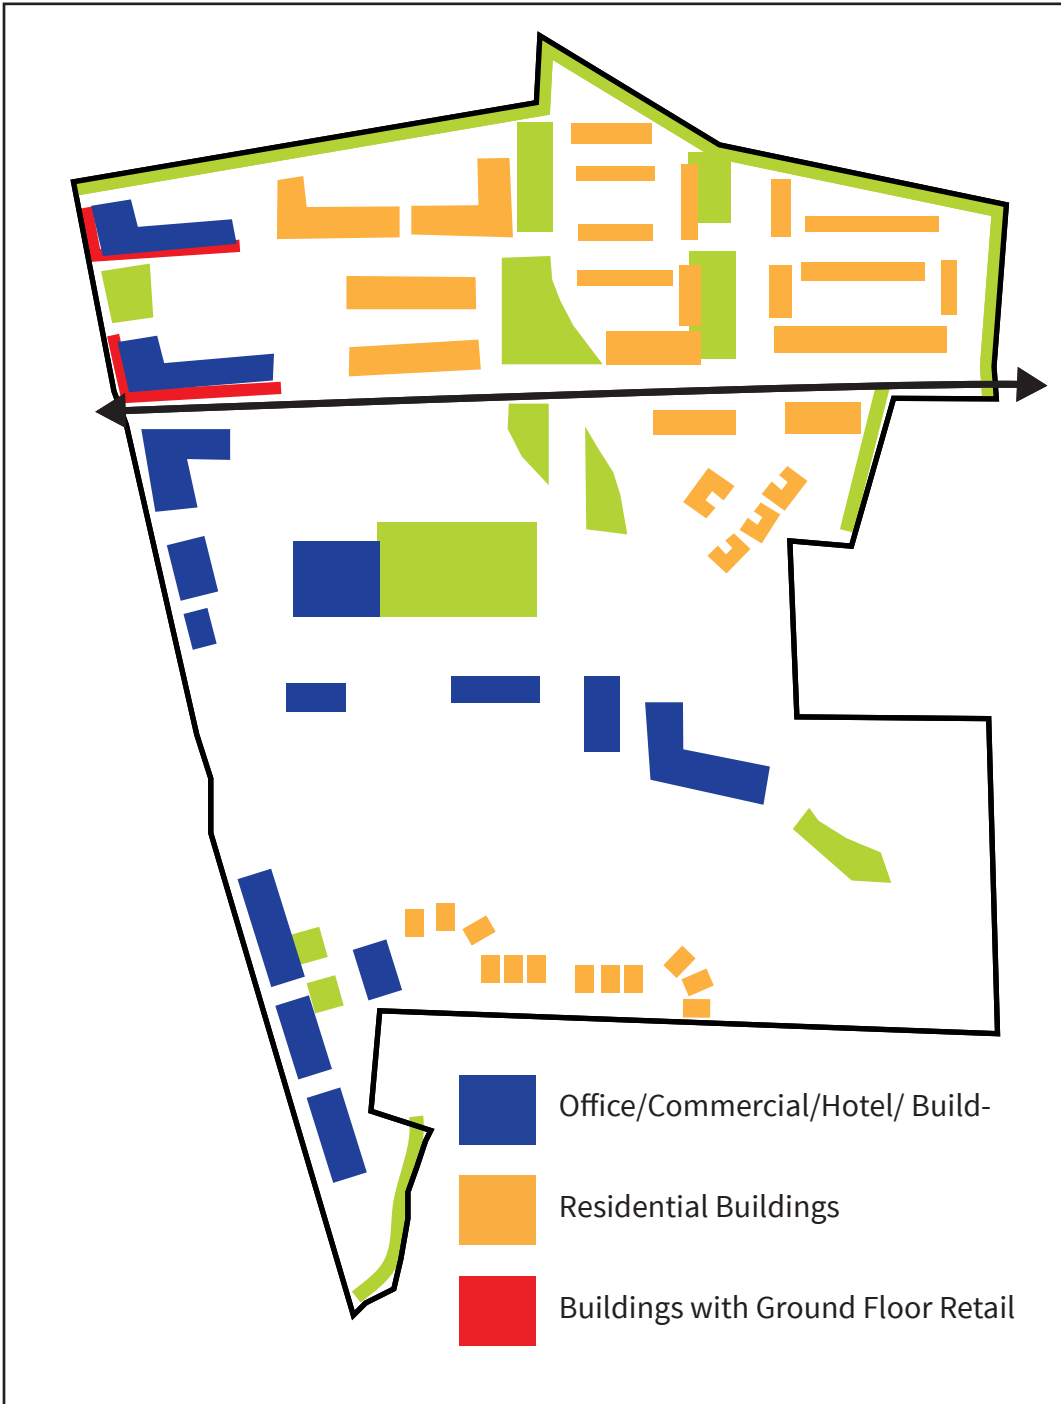 Office/Commercial/Hotel/ Build-
Residential Buildings
Buildings with Ground Floor Retail